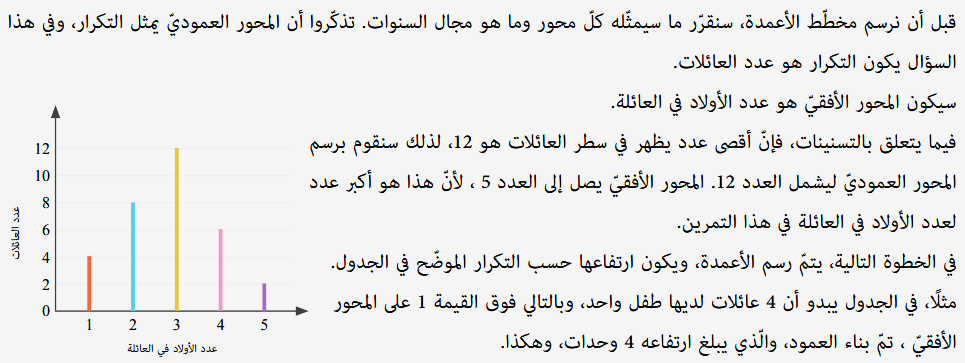 قبل أن نرسم مخطّط الأعمدة، سنقرّر ما سيمثّله كلّ محور وما هو مجال السنوات. تذكّروا أن المحور العموديّ يمثل التكرار، وفي هذا
السؤال يكون التكرار هو عدد العائلات.
سيكون المحور الأفقيّ هو عدد الأولاد في العائلة.
فيما يتعلق بالتسنينات، فإنّ أقصى عدد يظهر في سطر العائلات هو 12، لذلك سنقوم برسم
المحور العموديّ ليشمل العدد 12. المحور الأفقيّ يصل إلى العدد 5 ، لأنّ هذا هو أكبر عدد
لعدد الأولاد في العائلة في هذا التمرين.
في الخطوة التالية، يتمّ رسم الأعمدة، ويكون ارتفاعها حسب التكرار الموضّح في الجدول.
مثلًا، في الجدول يبدو أن 4 عائلات لديها طفل واحد، وبالتالي فوق القيمة 1 على المحور
الأفقيّ ، تمّ بناء العمود، والّذي يبلغ ارتفاعه 4 وحدات، وهكذا.
عدد العائلات
12
10
8
6
4
2
0
1 2 3 4 5
عدد الأولاد في العائلة